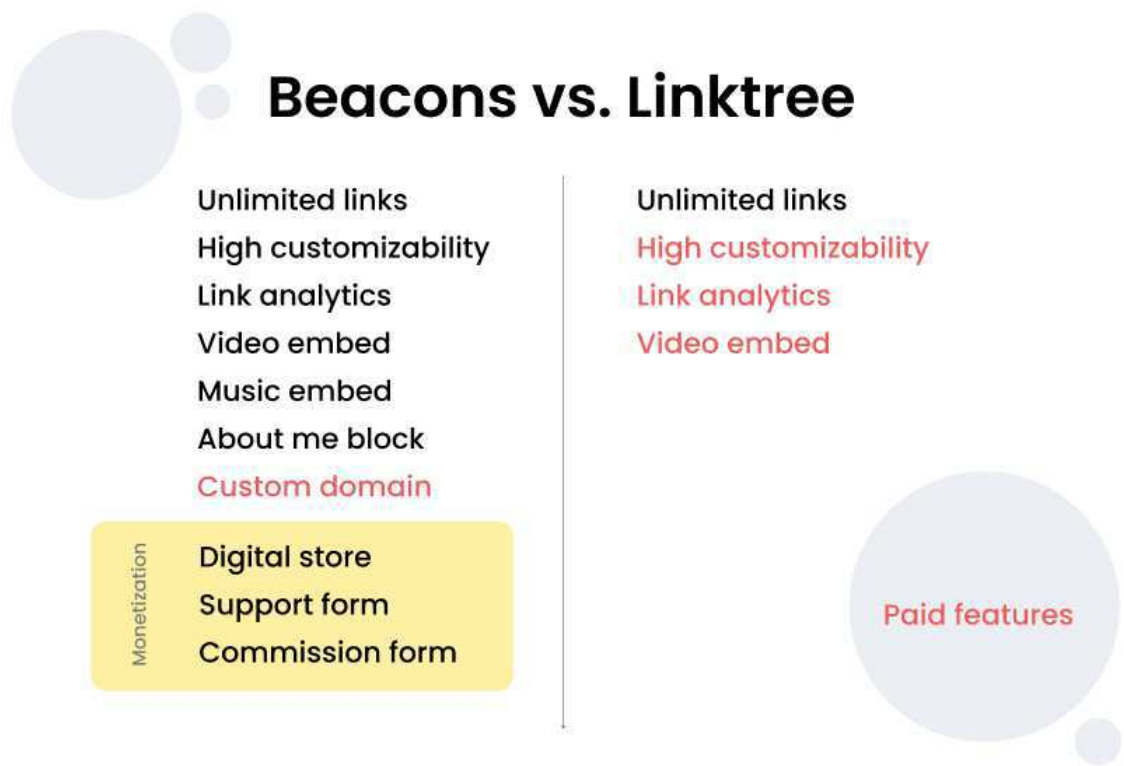 Beacons vs. Linktree
Unlimited links
High customizability
Link analytics
Video embed
Music embed
About me block
Custom domain
Monetization
Digital store
Support form
Commission form
Unlimited links
High customizability
Link analytics
Video embed
Paid features